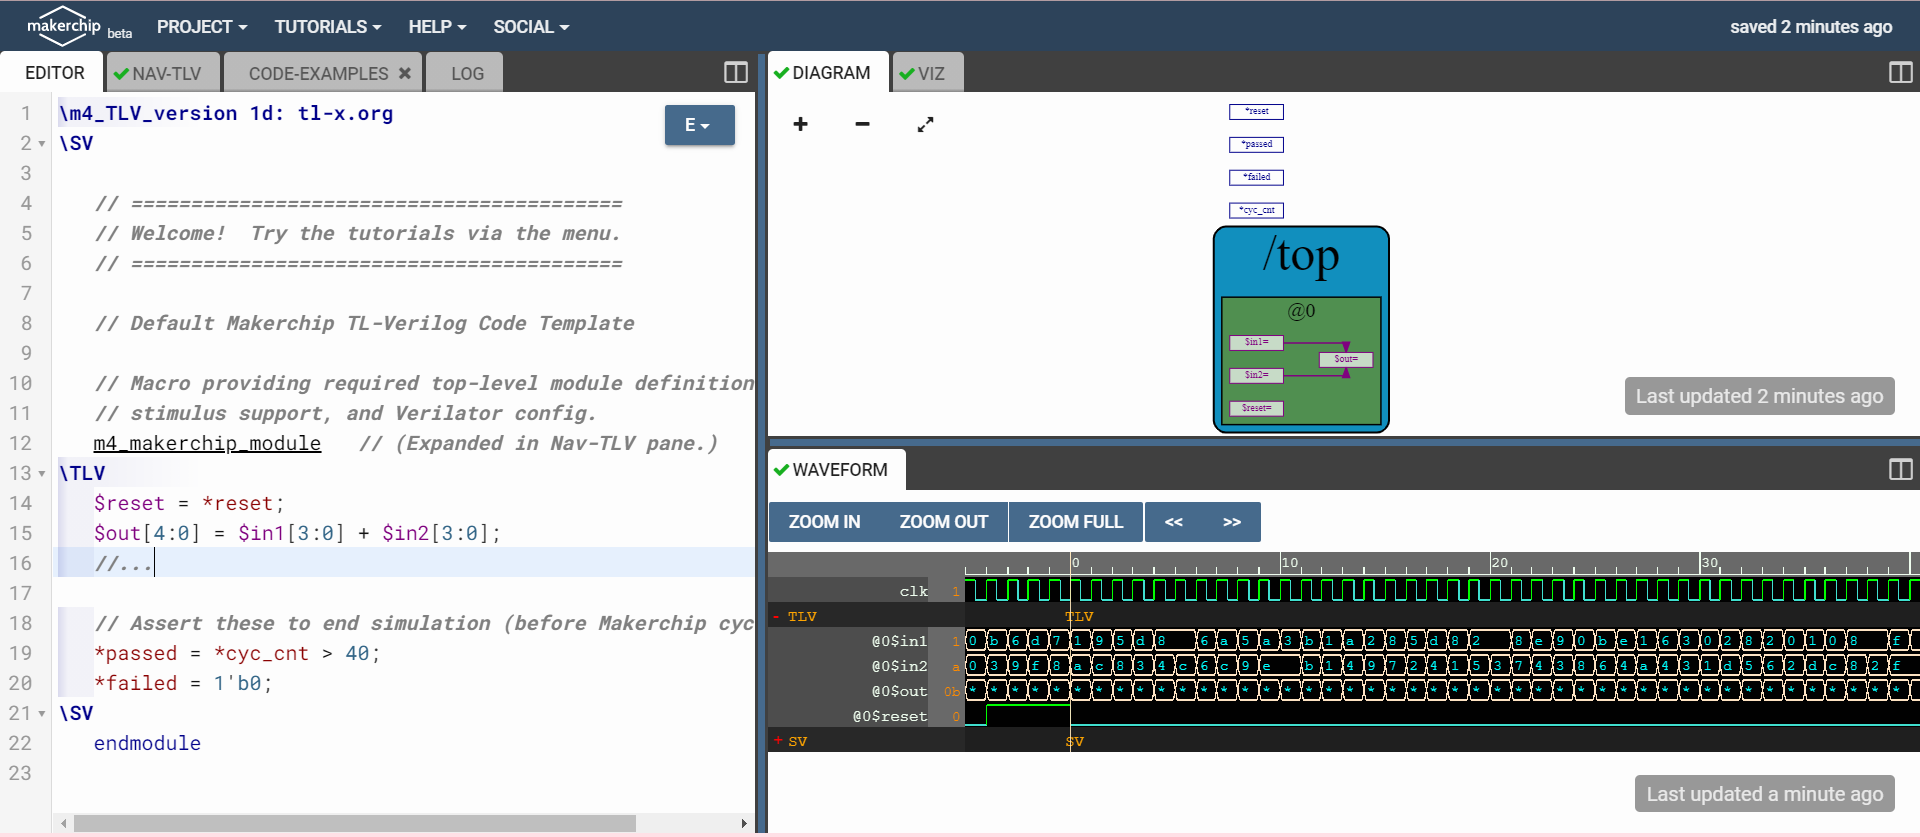 makerchip beta PROJECT TUTORIALS HELP SOCIAL saved 2 minutes ago
EDITOR NAV-TLV CODE-EXAMPLES LOG
E
1 \m4_TLV_version 1d: tl-x.org
2 \SV
3
4 // =========================================
5 // Welcome!  Try the tutorials via the menu.
6 // =========================================
7
8 // Default Makerchip TL-Verilog Code Template
9
10 // Macro providing required top-level module definition
11 // stimulus support, and Verilator config.
12 m4_makerchip_module   // (Expanded in Nav-TLV pane.)
13 \TLV
14 $reset = *reset;
15 $out[4:0] = $in1[3:0] + $in2[3:0];
16 //...
17
18 // Assert these to end simulation (before Makerchip cyc
19 *passed = *cyc_cnt > 40;
20 *failed = 1'b0;
21 \SV
22 endmodule
23
DIAGRAM VIZ
*reset
*passed
*failed
*cyc_cnt
/top
@0
$in1=
$out=
$in2=
$reset=
Last updated 2 minutes ago
WAVEFORM
ZOOM IN ZOOM OUT ZOOM FULL << >>
0 10 20 30
clk 1
- TLV TLV
@0$in1 1 0 b 6 d 7 1 9 5 d 8 6 a 5 a 3 b 1 a 2 8 5 d 8 2 8 e 9 0 b e 1 6 3 0 2 8 2 0 1 0 8 f
@0$in2 a 0 3 9 f 8 a c 8 3 4 c 6 c 9 e b 1 4 9 7 2 4 1 5 3 7 4 3 8 6 4 a 4 3 1 d 5 6 2 d c 8 2 f
@0$out 0b * * * * * * * * * * * * * * * * * * * * * * * * * * * * * * * * * * * * * * * * * * * * *
@0$reset 0
+ SV SV
Last updated a minute ago